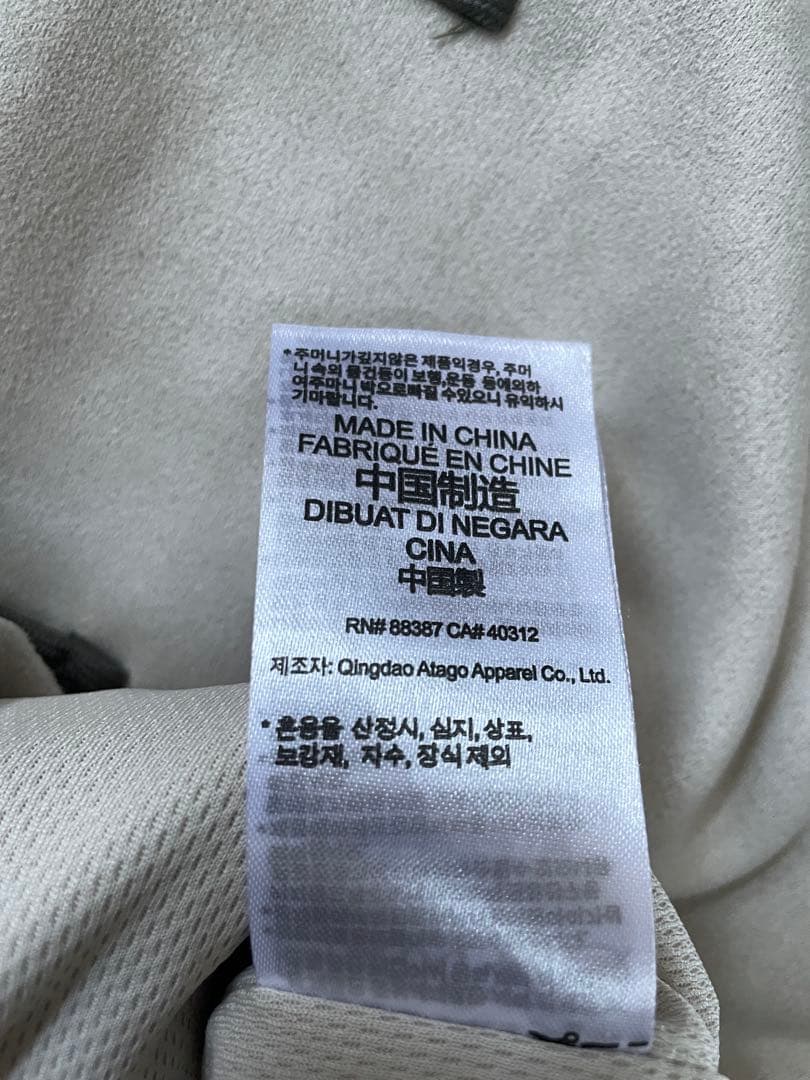 *주머니가깊지않은 제품익경우, 주머
니 속의 물건들이 보행,운동 등에의하
여주마니 밖으로빠질 수있으니 유의하시
기마랍니다.
MADE IN CHINA
FABRIQUÉ EN CHINE
中国制造
DIBUAT DI NEGARA
CINA
中国製
RN# 88387 CA# 40312
제조자: Qingdao Atago Apparel Co., Ltd.
* 혼용율 산정시, 심지, 상표,
보강재, 자수, 장식 제외